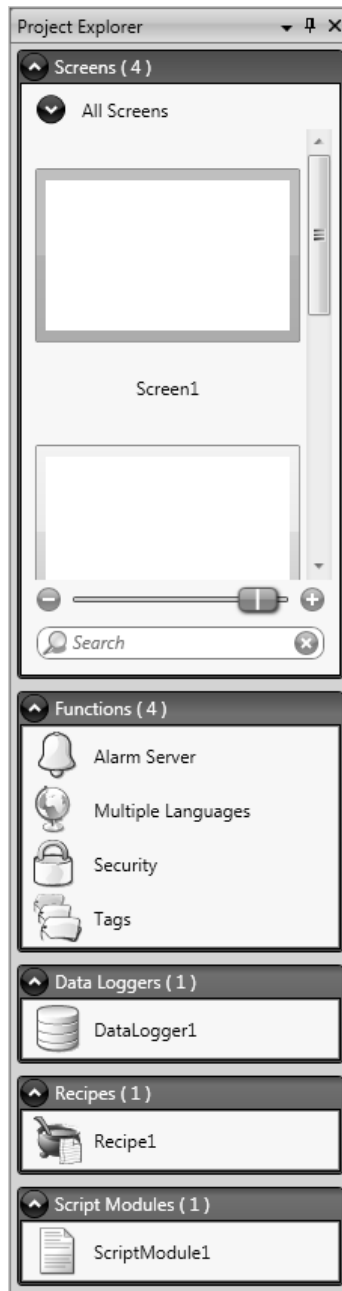 Project Explorer
Screens ( 4 )
All Screens
Screen1
Search
Functions ( 4 )
Alarm Server
Multiple Languages
Security
Tags
Data Loggers ( 1 )
DataLogger1
Recipes ( 1 )
Recipe1
Script Modules ( 1 )
ScriptModule1